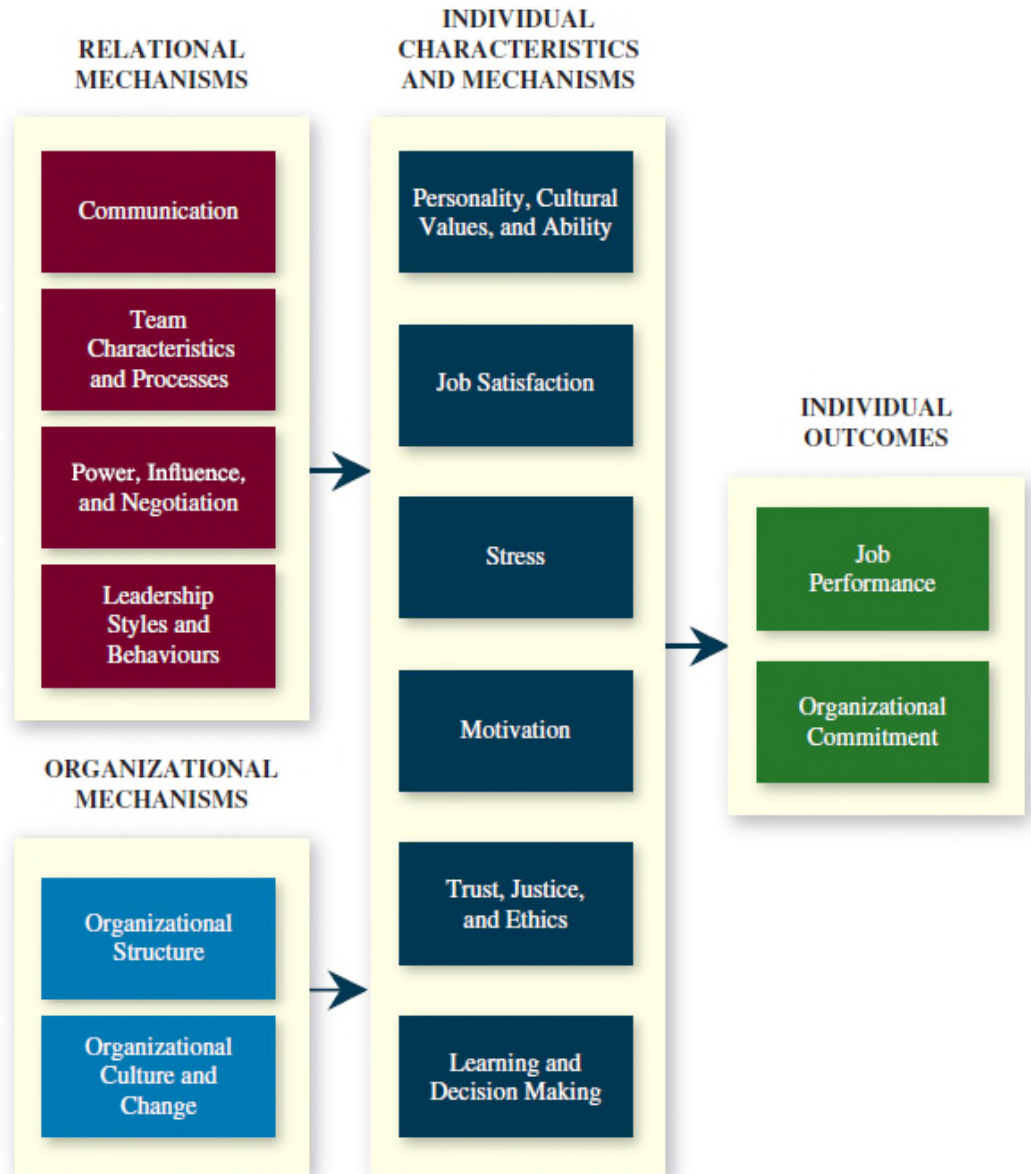 RELATIONAL
MECHANISMS
Communication
Team
Characteristics
and Processes
Power, Influence,
and Negotiation
Leadership
Styles and
Behaviours
ORGANIZATIONAL
MECHANISMS
Organizational
Structure
Organizational
Culture and
Change
INDIVIDUAL
CHARACTERISTICS
AND MECHANISMS
Personality, Cultural
Values, and Ability
Job Satisfaction
Stress
Motivation
Trust, Justice,
and Ethics
Learning and
Decision Making
INDIVIDUAL
OUTCOMES
Job
Performance
Organizational
Commitment